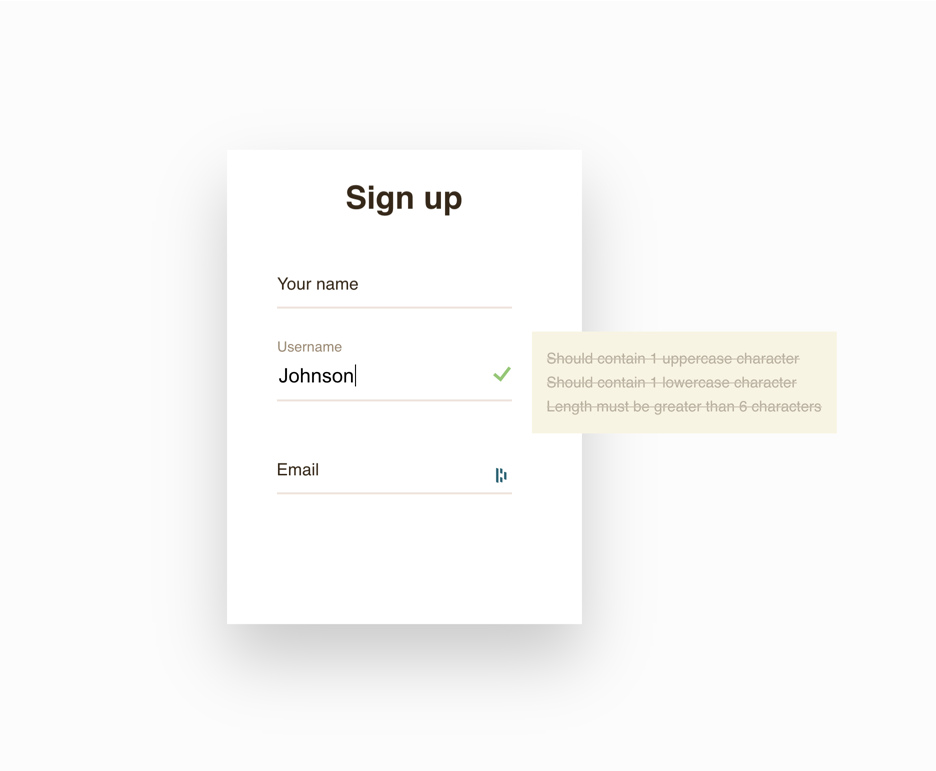 Sign up
Your name
Username
Johnson
Should contain 1 uppercase character
Should contain 1 lowercase character
Length must be greater than 6 characters
Email